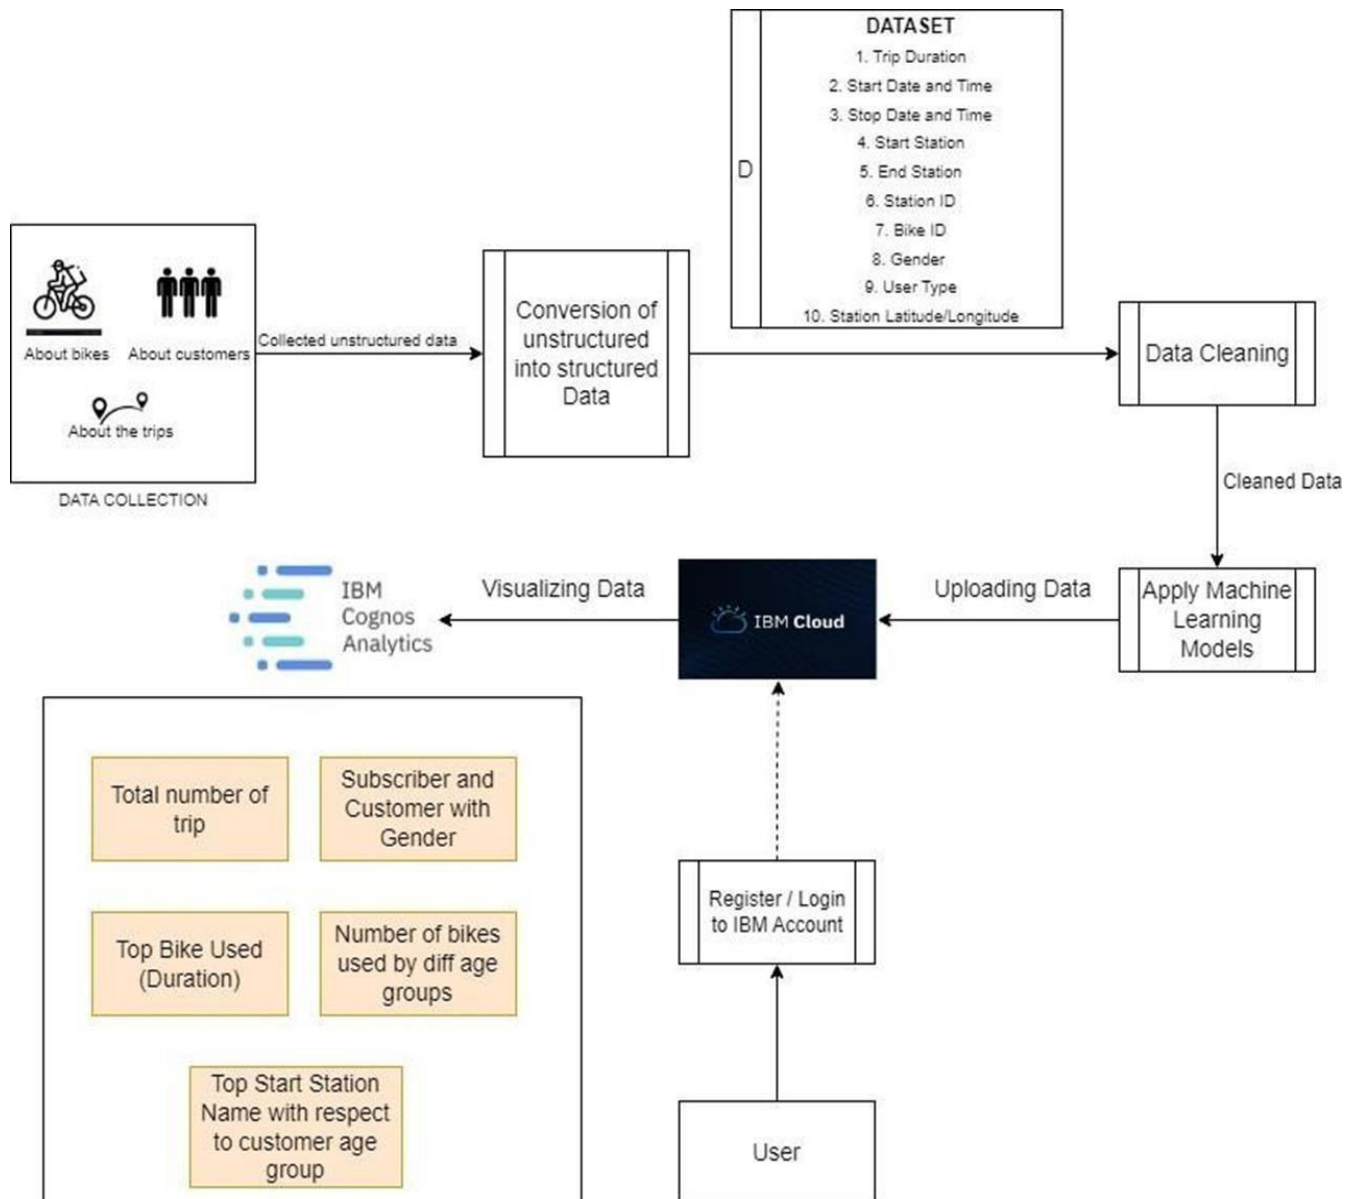 DATASET
1. Trip Duration
2. Start Date and Time
3. Stop Date and Time
4. Start Station
5. End Station
6. Station ID
7. Bike ID
8. Gender
9. User Type
10. Station Latitude/Longitude
D
About bikes
About customers
About the trips
DATA COLLECTION
Collected unstructured data
Conversion of
unstructured
into structured
Data
Data Cleaning
Cleaned Data
Apply Machine
Learning
Models
Uploading Data
IBM Cloud
Visualizing Data
IBM
Cognos
Analytics
Total number of
trip
Subscriber and
Customer with
Gender
Top Bike Used
(Duration)
Number of bikes
used by diff age
groups
Top Start Station
Name with respect
to customer age
group
Register / Login
to IBM Account
User